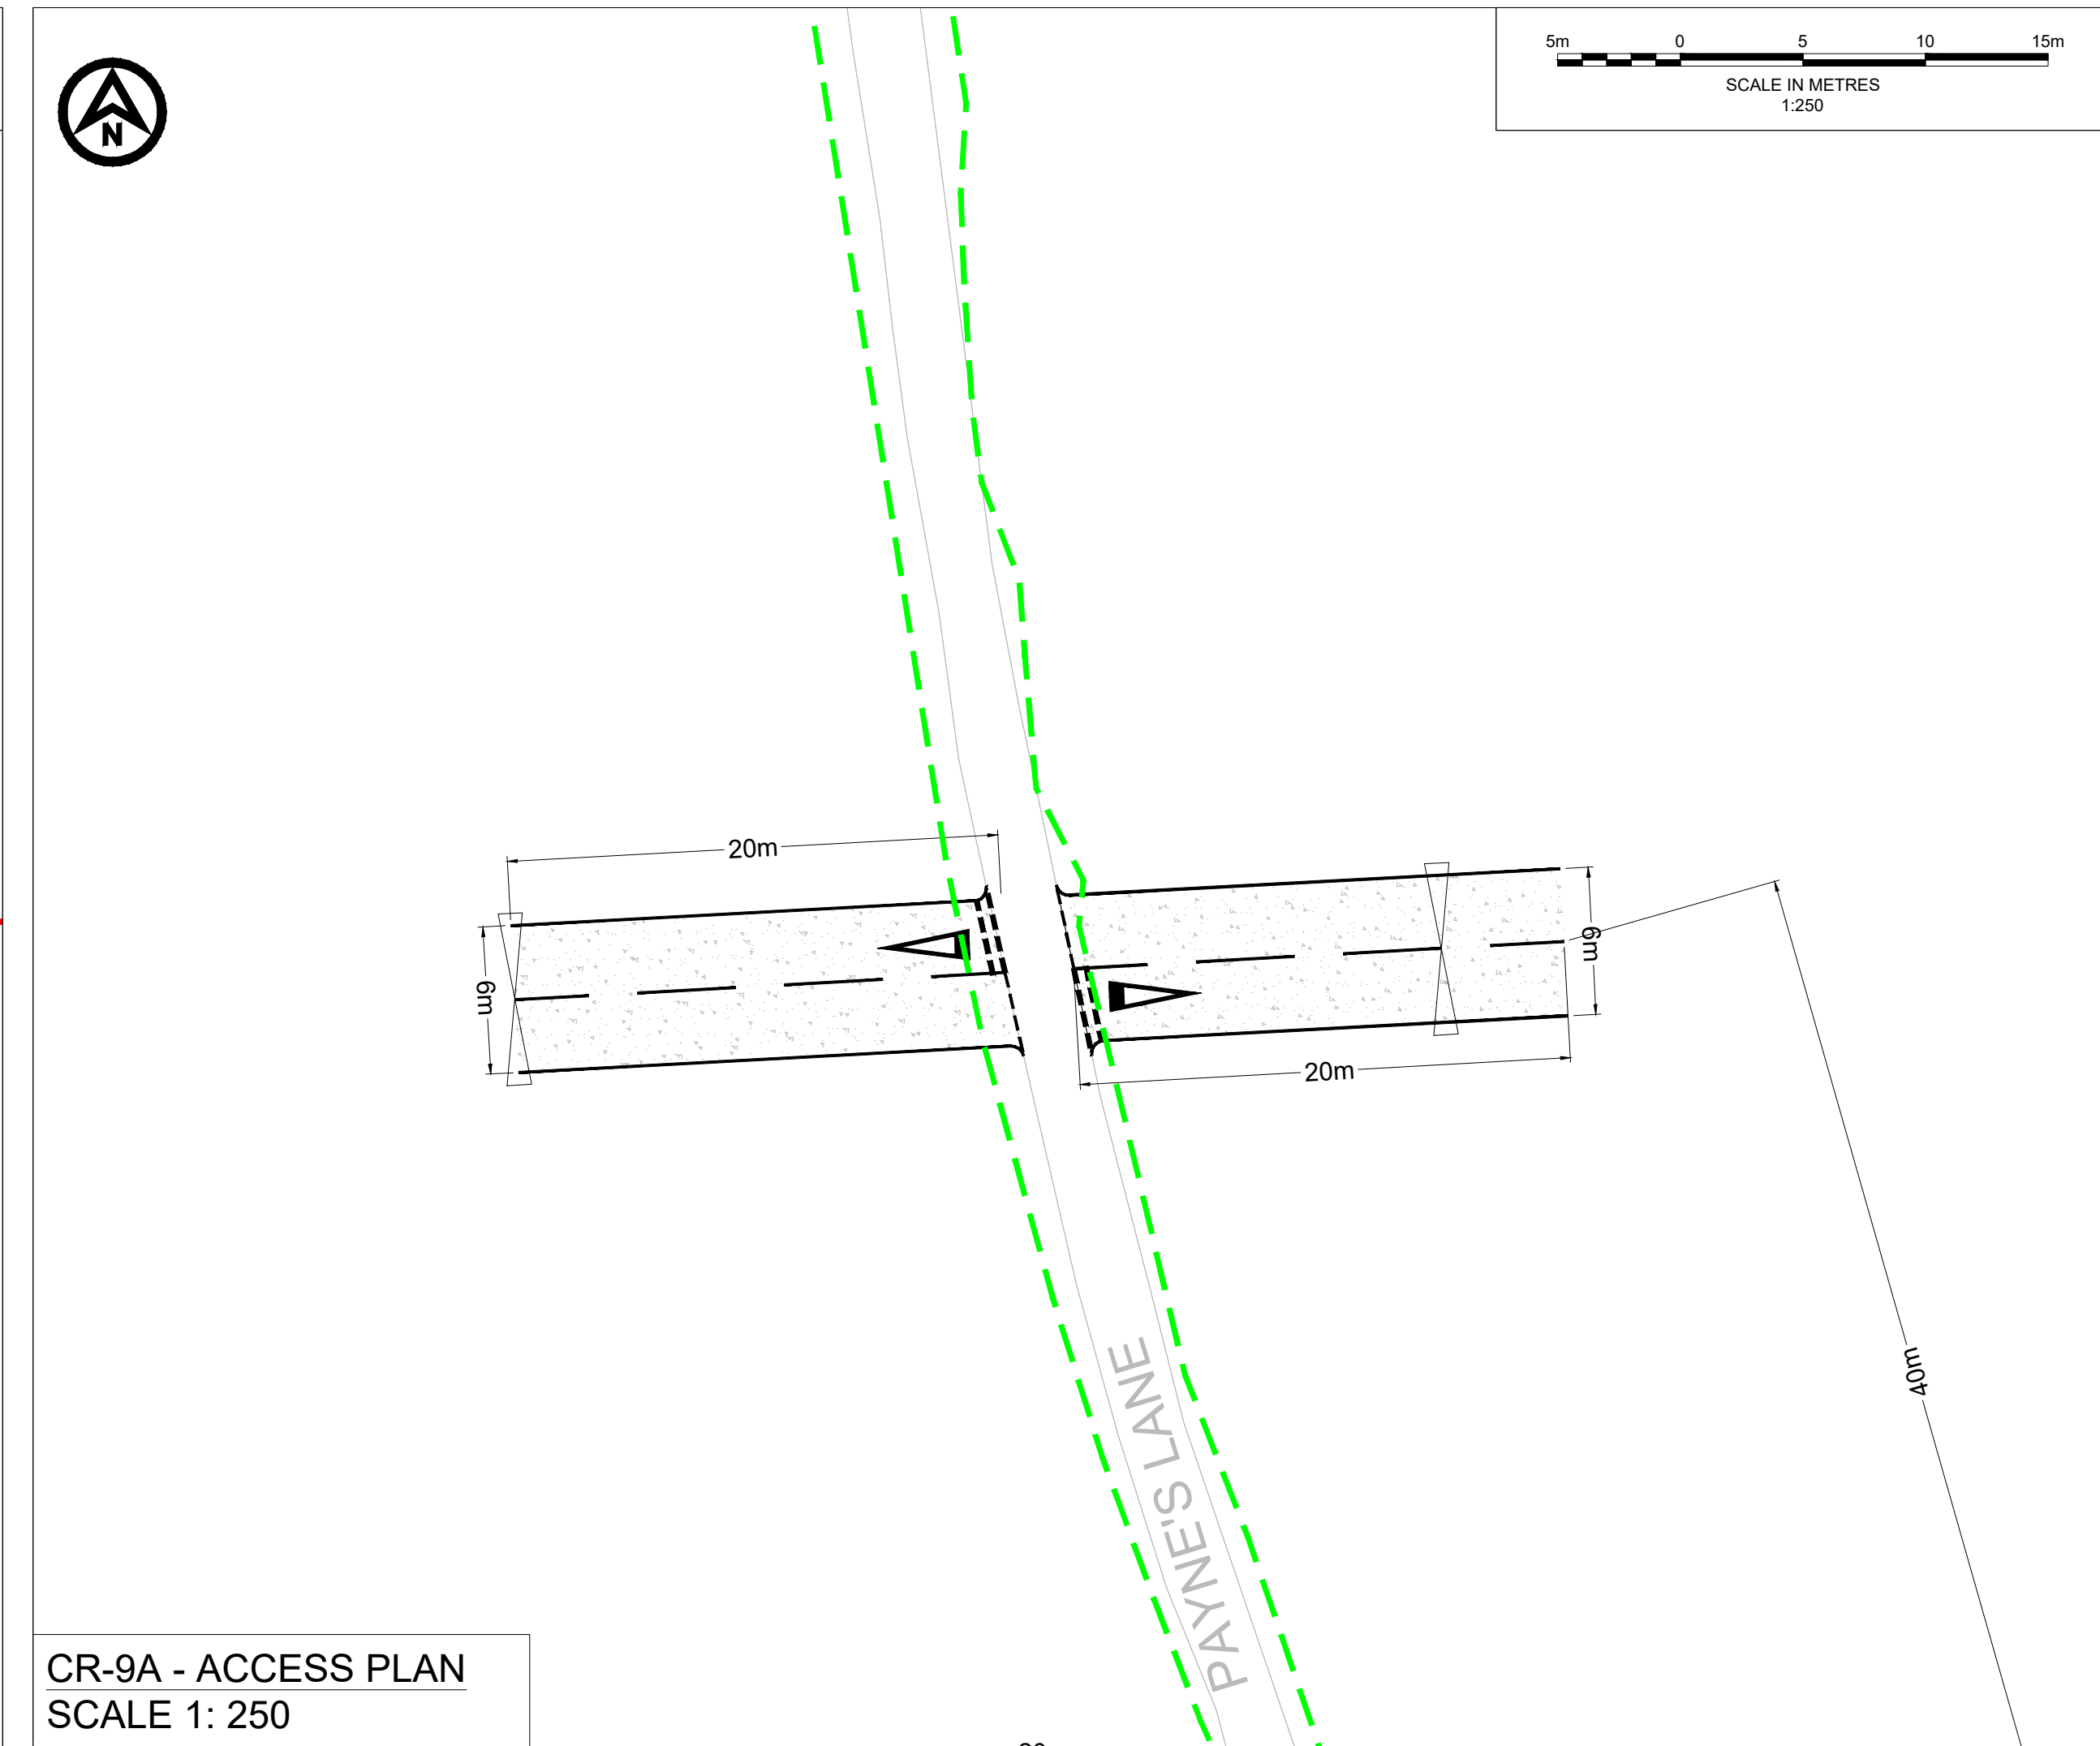 N
5m 0 5 10 15m
SCALE IN METRES
1:250
20m
6m
6m
20m
40m
PAYNE'S LANE
CR-9A - ACCESS PLAN
SCALE 1: 250